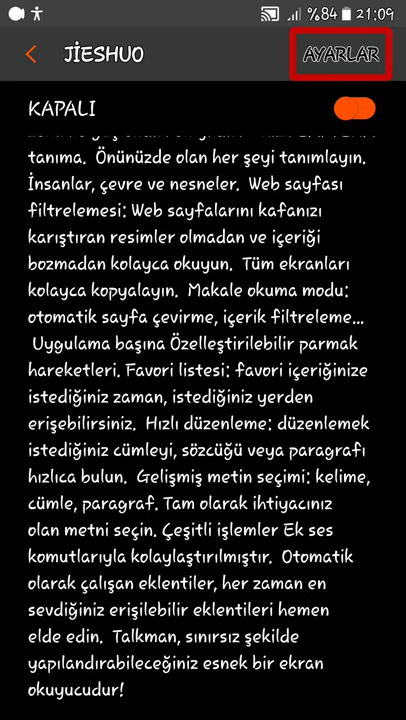 %84 21:09
JİESHUO AYARLAR
KAPALI
tanıma. Önünüzde olan her şeyi tanımlayın.
İnsanlar, çevre ve nesneler. Web sayfası
filtrelemesi: Web sayfalarını kafanızı
karıştıran resimler olmadan ve içeriği
bozmadan kolayca okuyun. Tüm ekranları
kolayca kopyalayın. Makale okuma modu:
otomatik sayfa çevirme, içerik filtreleme...
Uygulama başına Özelleştirilebilir parmak
hareketleri. Favori listesi: favori içeriğinize
istediğiniz zaman, istediğiniz yerden
erişebilirsiniz. Hızlı düzenleme: düzenlemek
istediğiniz cümleyi, sözcüğü veya paragrafı
hızlıca bulun. Gelişmiş metin seçimi: kelime,
cümle, paragraf. Tam olarak ihtiyacınız
olan metni seçin. Çeşitli işlemler Ek ses
komutlarıyla kolaylaştırılmıştır. Otomatik
olarak çalışan eklentiler, her zaman en
sevdiğiniz erişilebilir eklentileri hemen
elde edin. Talkman, sınırsız şekilde
yapılandırabileceğiniz esnek bir ekran
okuyucudur!